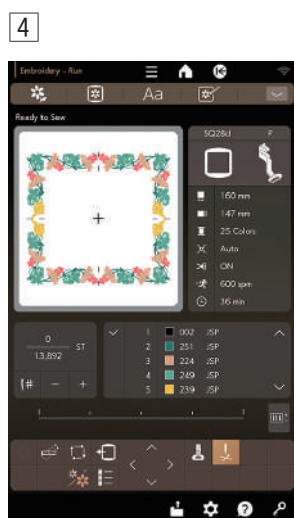 4
Embroidery - Run
Aa
Ready to Sew
SQ28d P
160 mm
147 mm
25 Colors
Auto
ON
600 spm
36 min
0
13,892 ST
1 002 JSP
2 251 JSP
3 224 JSP
4 249 JSP
5 239 JSP
(# - +